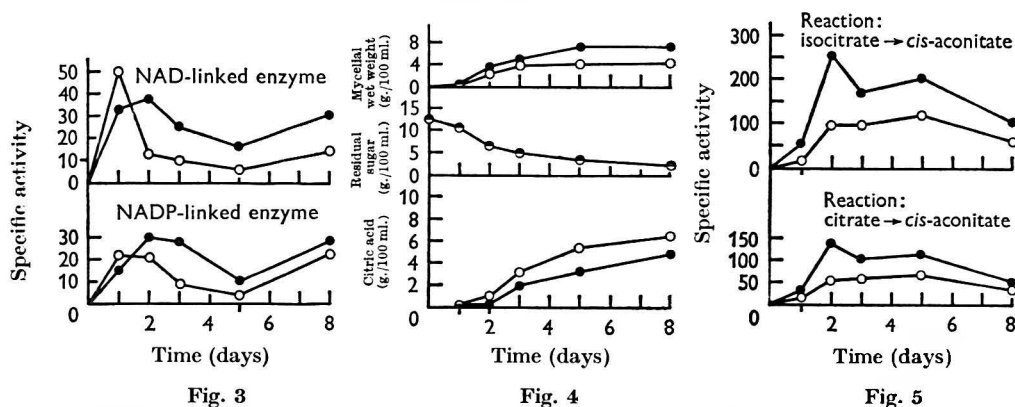 NAD-linked enzyme
50
40
30
20
10
0
NADP-linked enzyme
30
20
10
0
Specific activity
2 4 6 8
Time (days)
Fig. 3
Mycelial
wet weight
(g./100 ml.)
8
4
0
Residual
sugar
(g./100 ml.)
15
10
5
0
Citric acid
(g./100 ml.)
8
6
4
2
0
0 2 4 6 8
Time (days)
Fig. 4
Reaction:
isocitrate → cis-aconitate
300
250
200
100
0
Reaction:
citrate → cis-aconitate
150
100
50
0
Specific activity
2 4 6 8
Time (days)
Fig. 5